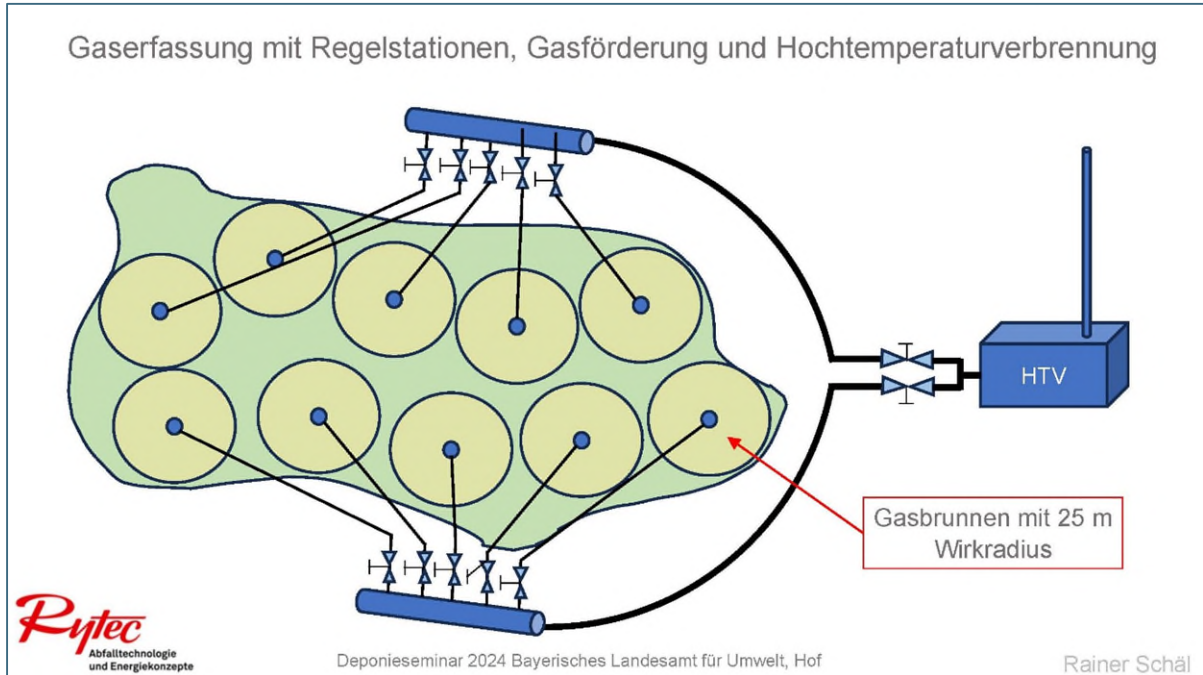 Gaserfassung mit Regelstationen, Gasförderung und Hochtemperaturverbrennung
HTV
Gasbrunnen mit 25 m
Wirkradius
Rytec
Abfalltechnologie
und Energiekonzepte
Deponieseminar 2024 Bayerisches Landesamt für Umwelt, Hof
Rainer Schäl